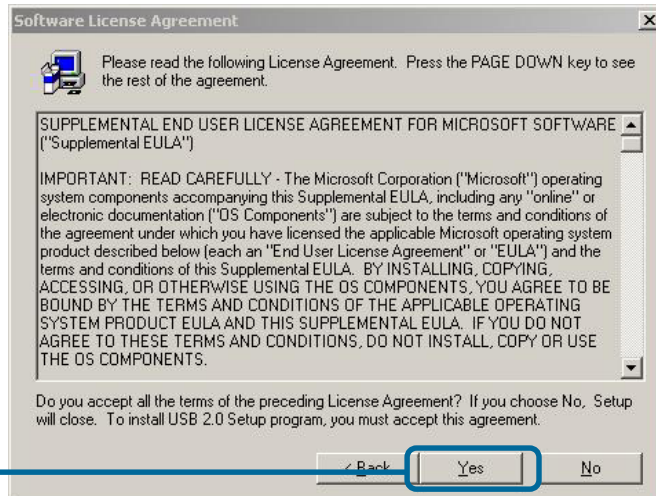 Software License Agreement
Please read the following License Agreement. Press the PAGE DOWN key to see
the rest of the agreement.
SUPPLEMENTAL END USER LICENSE AGREEMENT FOR MICROSOFT SOFTWARE
("Supplemental EULA")
IMPORTANT: READ CAREFULLY - The Microsoft Corporation ("Microsoft") operating
system components accompanying this Supplemental EULA, including any "online" or
electronic documentation ("OS Components") are subject to the terms and conditions of
the agreement under which you have licensed the applicable Microsoft operating system
product described below (each an "End User License Agreement" or "EULA") and the
terms and conditions of this Supplemental EULA. BY INSTALLING, COPYING,
ACCESSING, OR OTHERWISE USING THE OS COMPONENTS, YOU AGREE TO BE
BOUND BY THE TERMS AND CONDITIONS OF THE APPLICABLE OPERATING
SYSTEM PRODUCT EULA AND THIS SUPPLEMENTAL EULA. IF YOU DO NOT
AGREE TO THESE TERMS AND CONDITIONS, DO NOT INSTALL, COPY OR USE
THE OS COMPONENTS.
Do you accept all the terms of the preceding License Agreement? If you choose No, Setup
will close. To install USB 2.0 Setup program, you must accept this agreement.
< Back
Yes
No